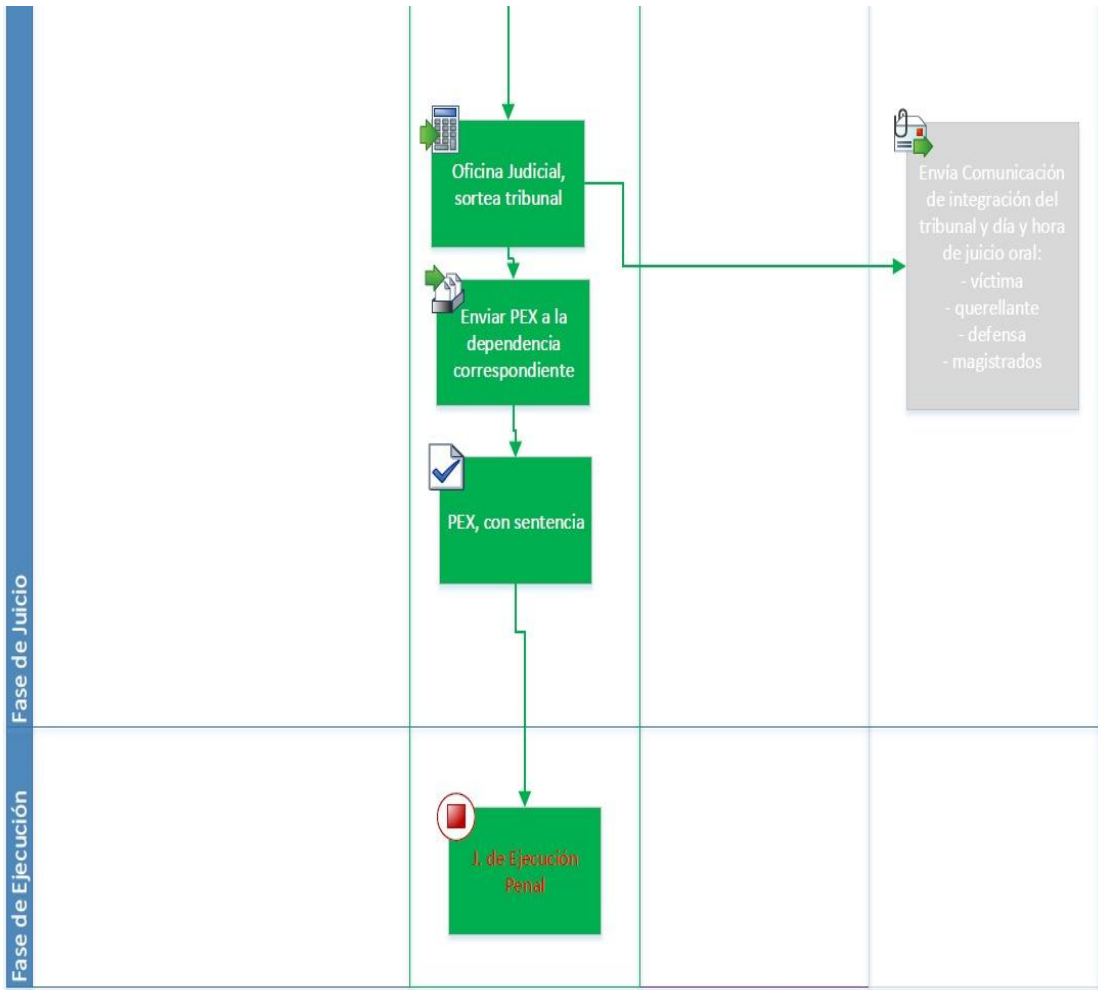 Fase de Juicio
Oficina Judicial,
sortea tribunal
Envía Comunicación
de integración del
tribunal y día y hora
de juicio oral:
- víctima
- querellante
- defensa
- magistrados
Enviar PEX a la
dependencia
correspondiente
PEX, con sentencia
Fase de Ejecución
J. de Ejecución
Penal